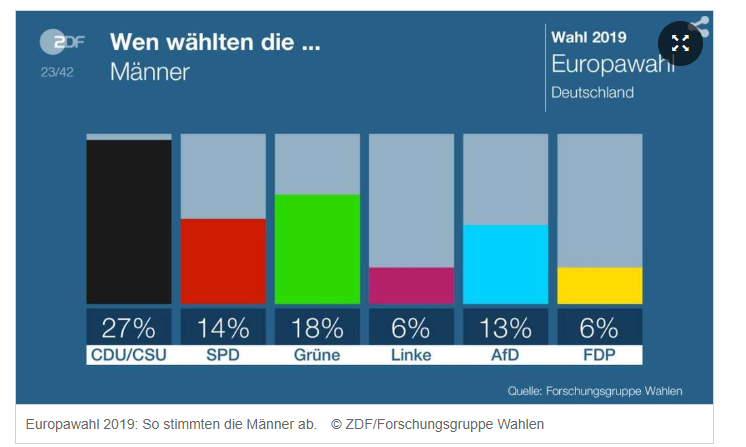 ZDF
23/42
Wen wählten die ...
Männer
Wahl 2019
Europawahl
Deutschland
27% 14% 18% 6% 13% 6%
CDU/CSU SPD Grüne Linke AfD FDP
Quelle: Forschungsgruppe Wahlen
Europawahl 2019: So stimmten die Männer ab. © ZDF/Forschungsgruppe Wahlen